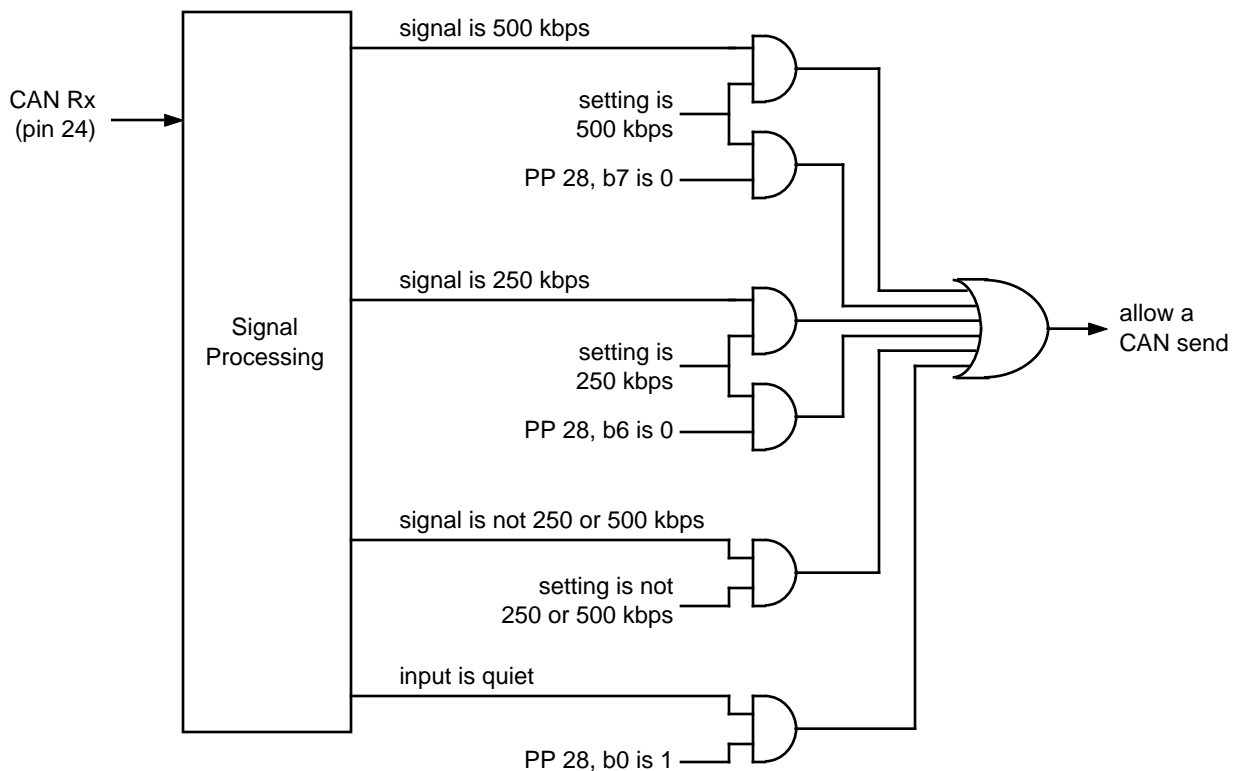 signal is 500 kbps
CAN Rx
(pin 24)
setting is
500 kbps
PP 28, b7 is 0
signal is 250 kbps
Signal
Processing
setting is
250 kbps
PP 28, b6 is 0
allow a
CAN send
signal is not 250 or 500 kbps
setting is not
250 or 500 kbps
input is quiet
PP 28, b0 is 1